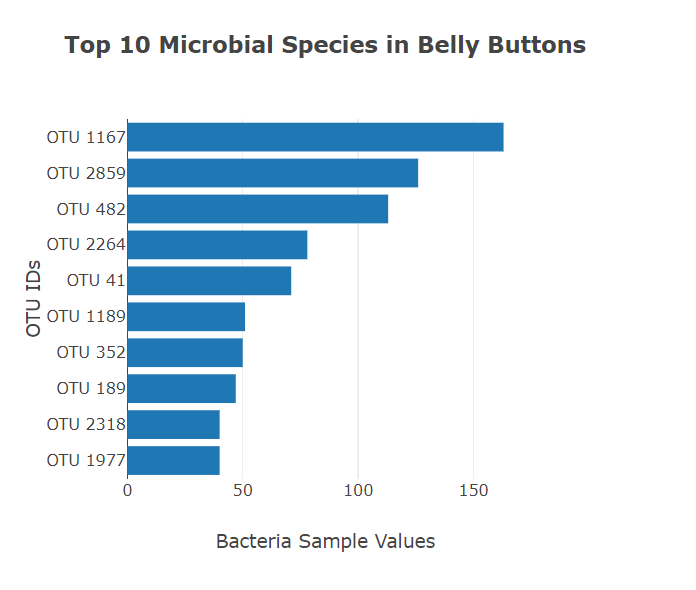 Top 10 Microbial Species in Belly Buttons
OTU IDs
OTU 1167
OTU 2859
OTU 482
OTU 2264
OTU 41
OTU 1189
OTU 352
OTU 189
OTU 2318
OTU 1977
0 50 100 150
Bacteria Sample Values